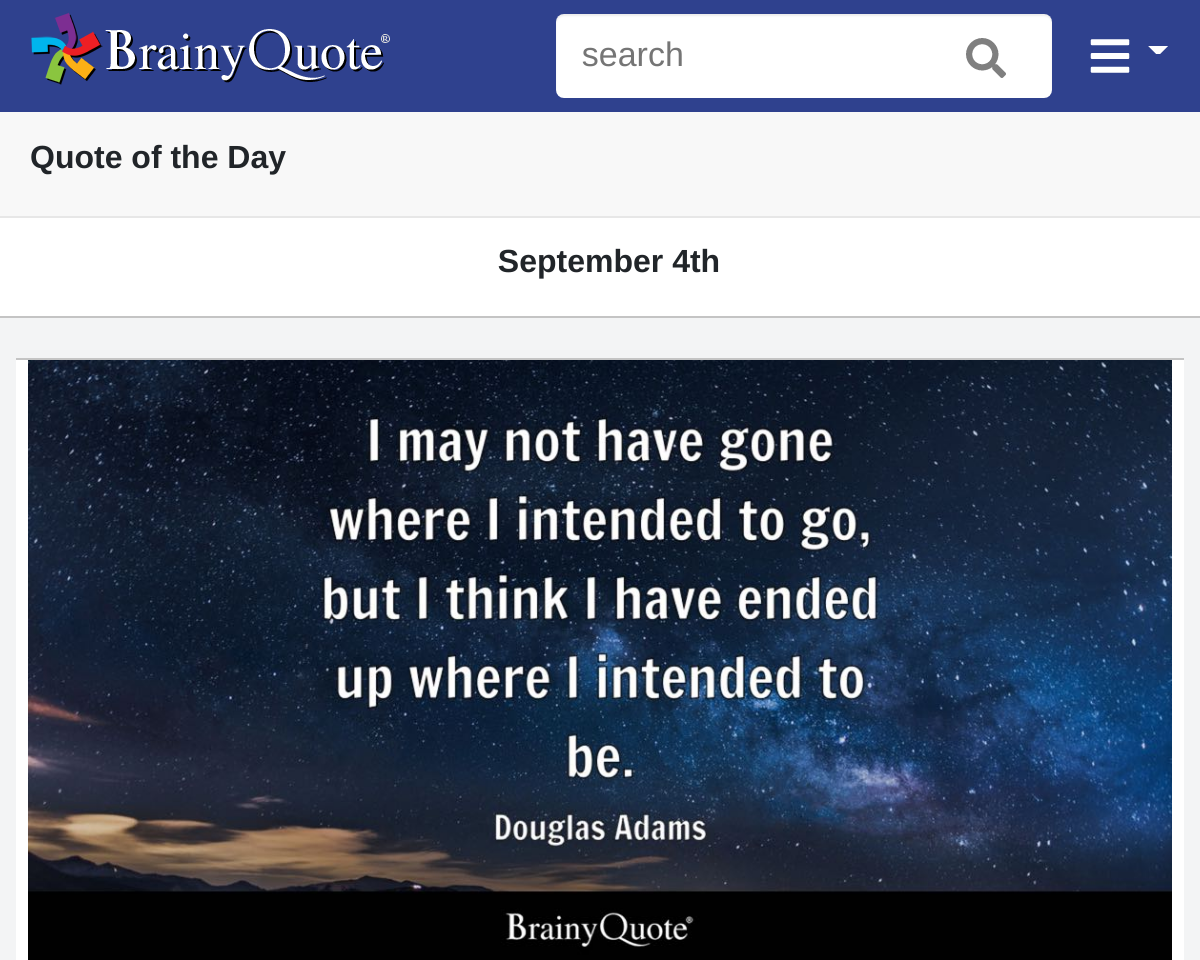 BrainyQuote®
search
Quote of the Day
September 4th
I may not have gone
where I intended to go,
but I think I have ended
up where I intended to
be.
Douglas Adams
BrainyQuote®